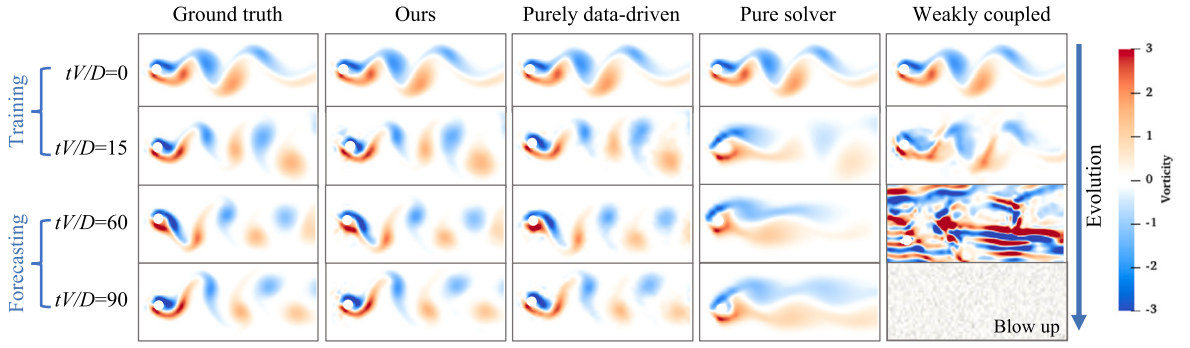 Ground truth
Ours
Purely data-driven
Pure solver
Weakly coupled
Training
tV/D=0
tV/D=15
Forecasting
tV/D=60
tV/D=90
Blow up
Evolution
3
2
1
0
-1
-2
-3
Vorticity